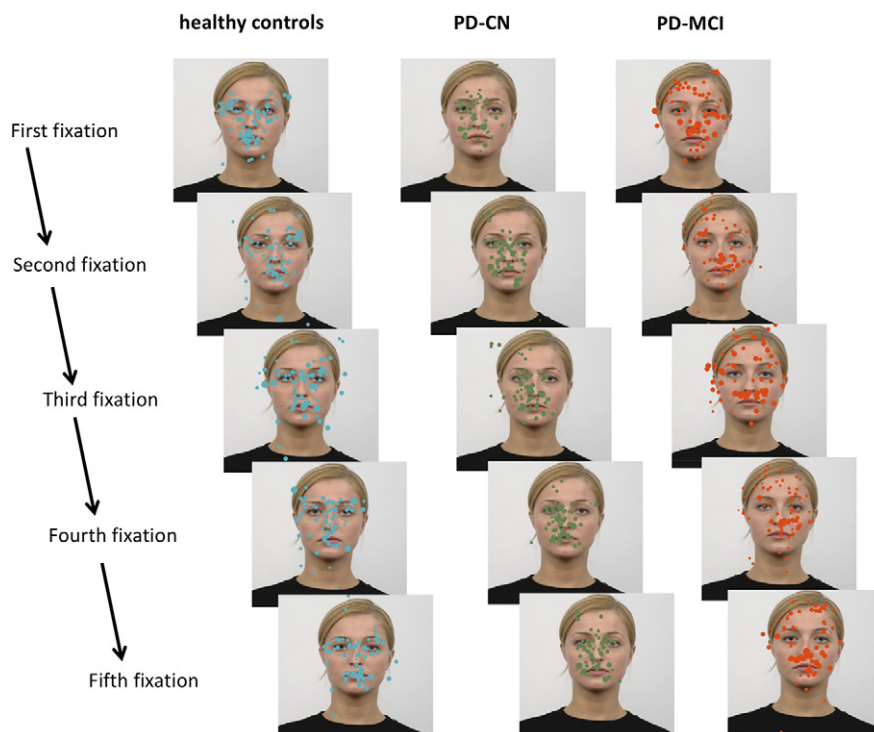 healthy controls PD-CN PD-MCI
First fixation
Second fixation
Third fixation
Fourth fixation
Fifth fixation